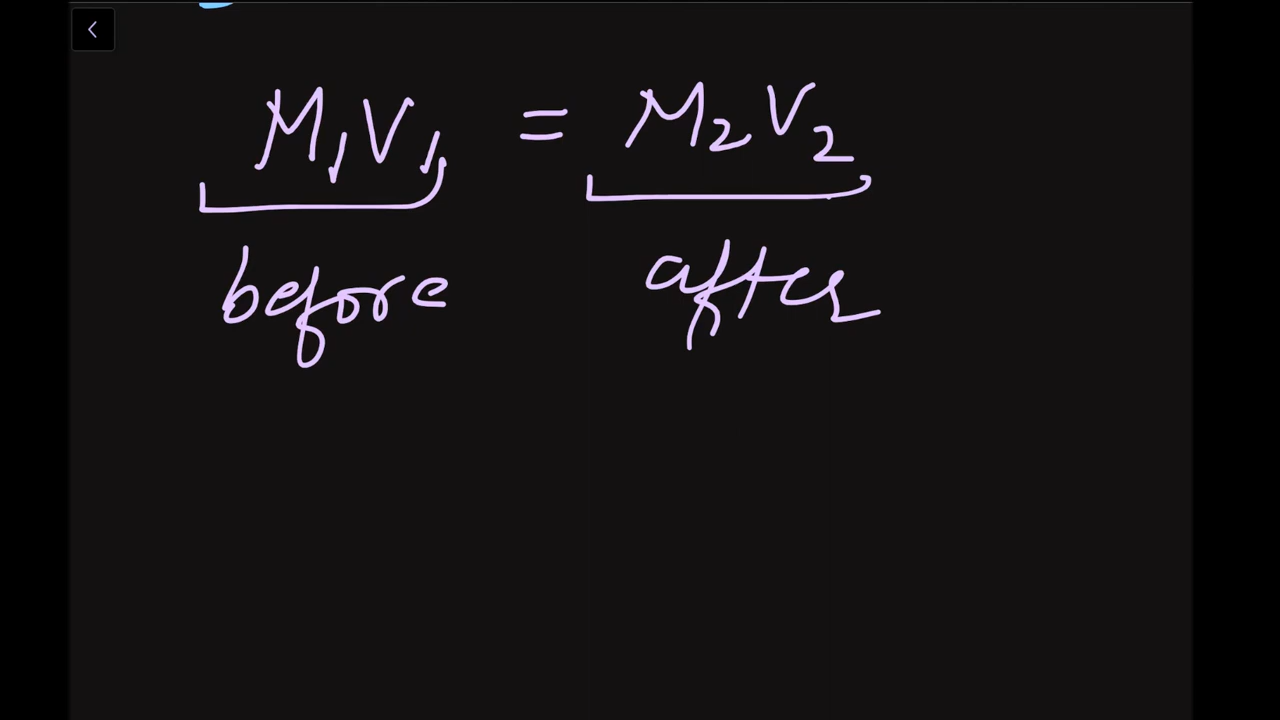 M₁V₁ = M₂V₂
before after